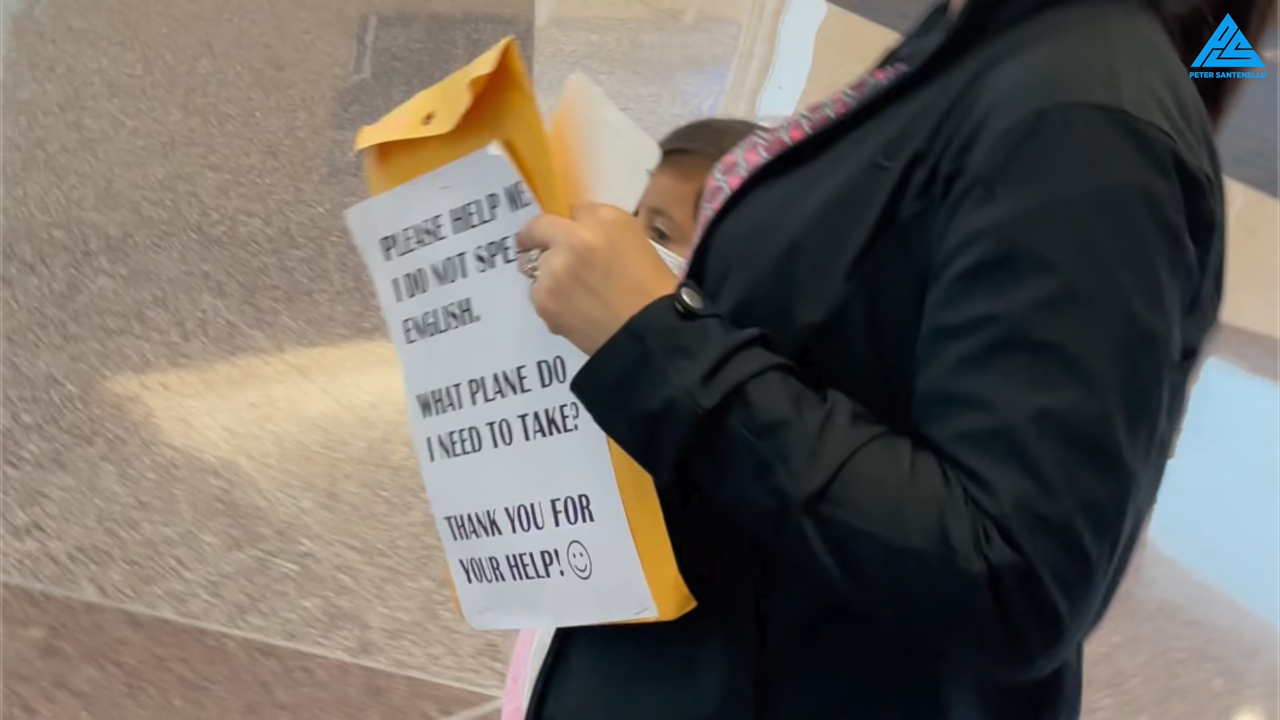 PLEASE HELP ME
I DO NOT SPEA
ENGLISH.
WHAT PLANE DO
I NEED TO TAKE?
THANK YOU FOR
YOUR HELP! ☺
PETER SANTENELLO